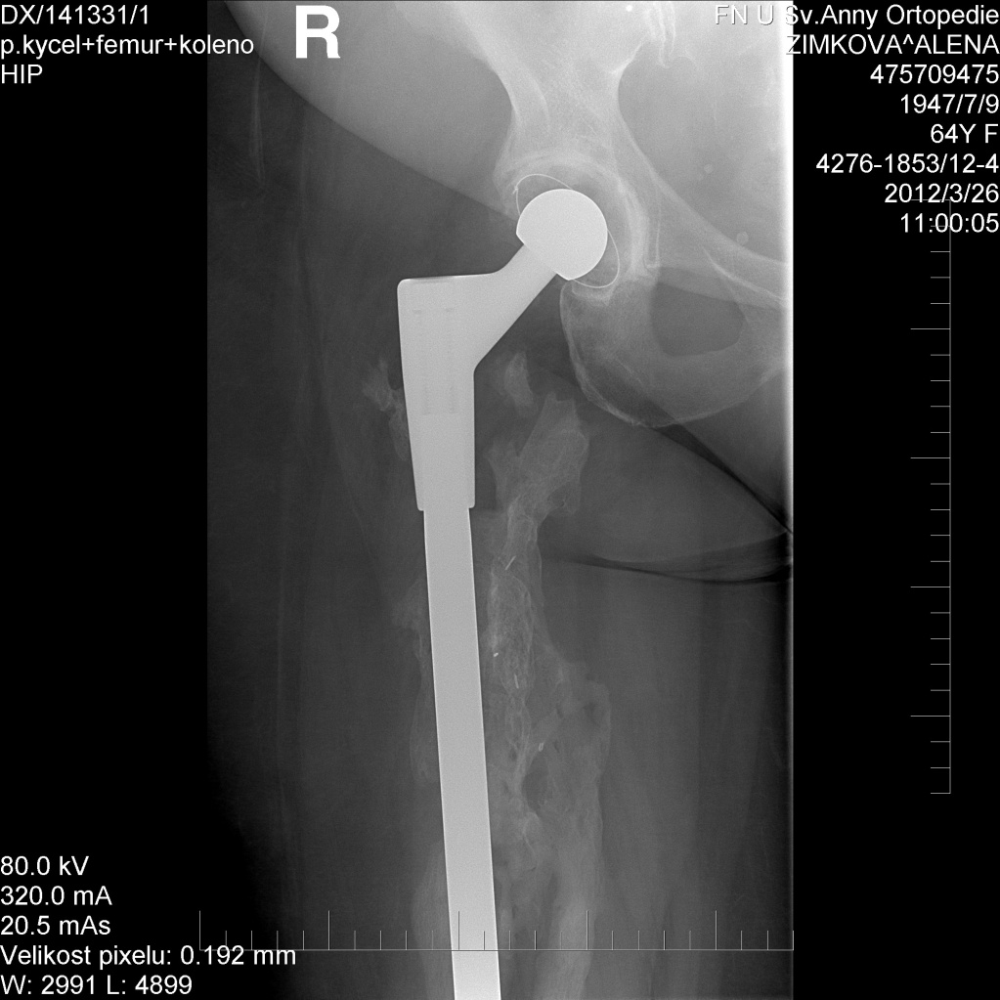 DX/141331/1
p.kycel+femur+koleno
HIP
R
FN U Sv.Anny Ortopedie
ZIMKOVA^ALENA
475709475
1947/7/9
64Y F
4276-1853/12-4
2012/3/26
11:00:05
80.0 kV
320.0 mA
20.5 mAs
Velikost pixelu: 0.192 mm
W: 2991 L: 4899